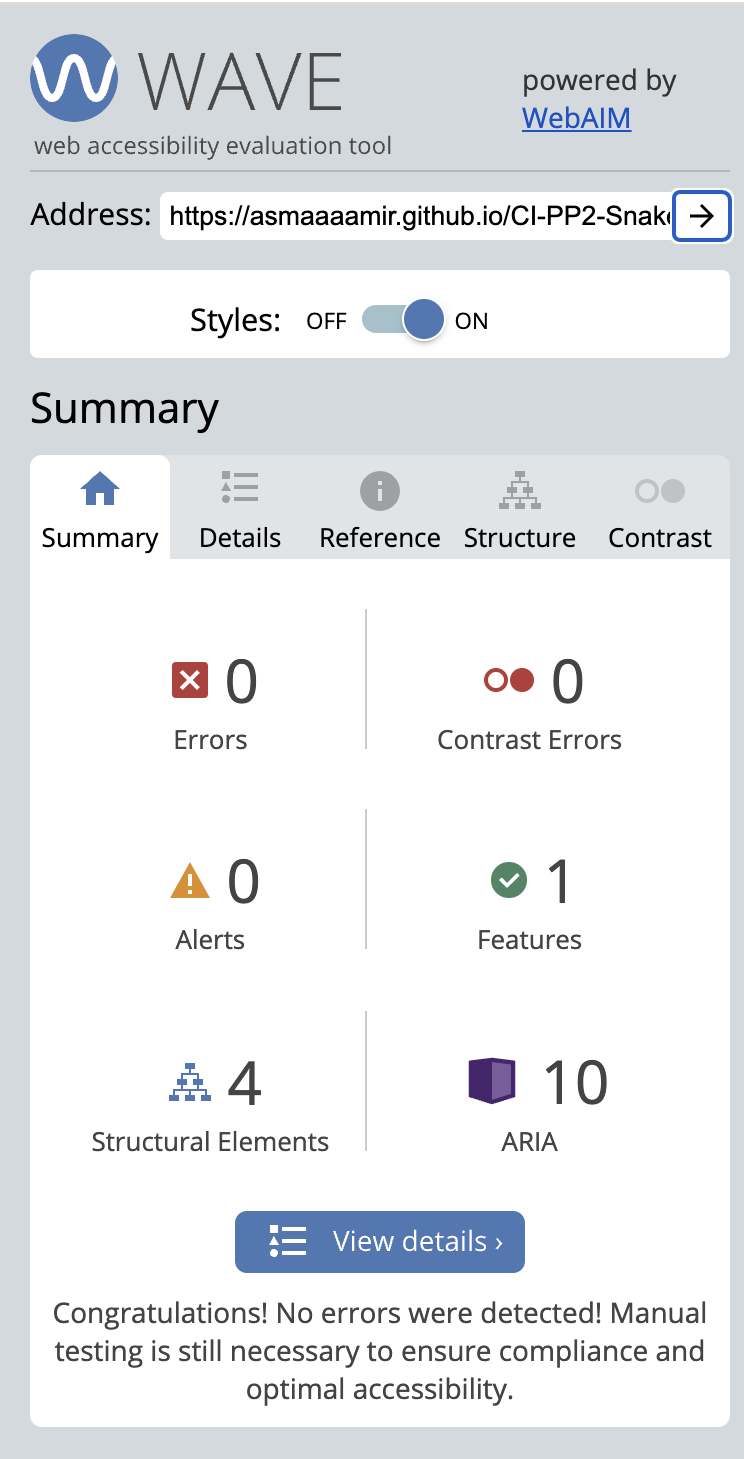 WAVE
powered by
WebAIM
web accessibility evaluation tool
Address: https://asmaaaamir.github.io/CI-PP2-Snak
Styles: OFF ON
Summary
Summary Details Reference Structure Contrast
0 0
Errors Contrast Errors
0 1
Alerts Features
4 10
Structural Elements ARIA
View details ›
Congratulations! No errors were detected! Manual
testing is still necessary to ensure compliance and
optimal accessibility.